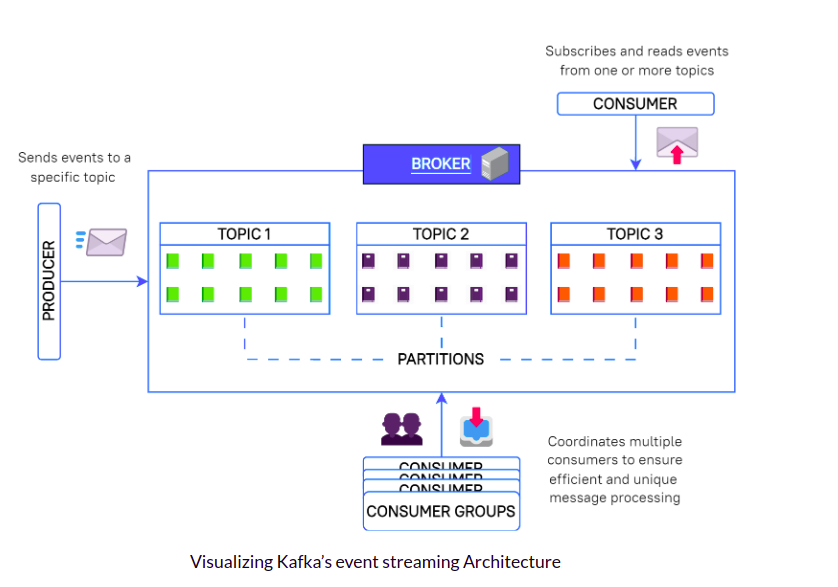 Subscribes and reads events
from one or more topics
CONSUMER
BROKER
Sends events to a
specific topic
PRODUCER
TOPIC 1
TOPIC 2
TOPIC 3
PARTITIONS
CONSUMER
CONSUMER
CONSUMER
CONSUMER GROUPS
Coordinates multiple
consumers to ensure
efficient and unique
message processing
Visualizing Kafka's event streaming Architecture